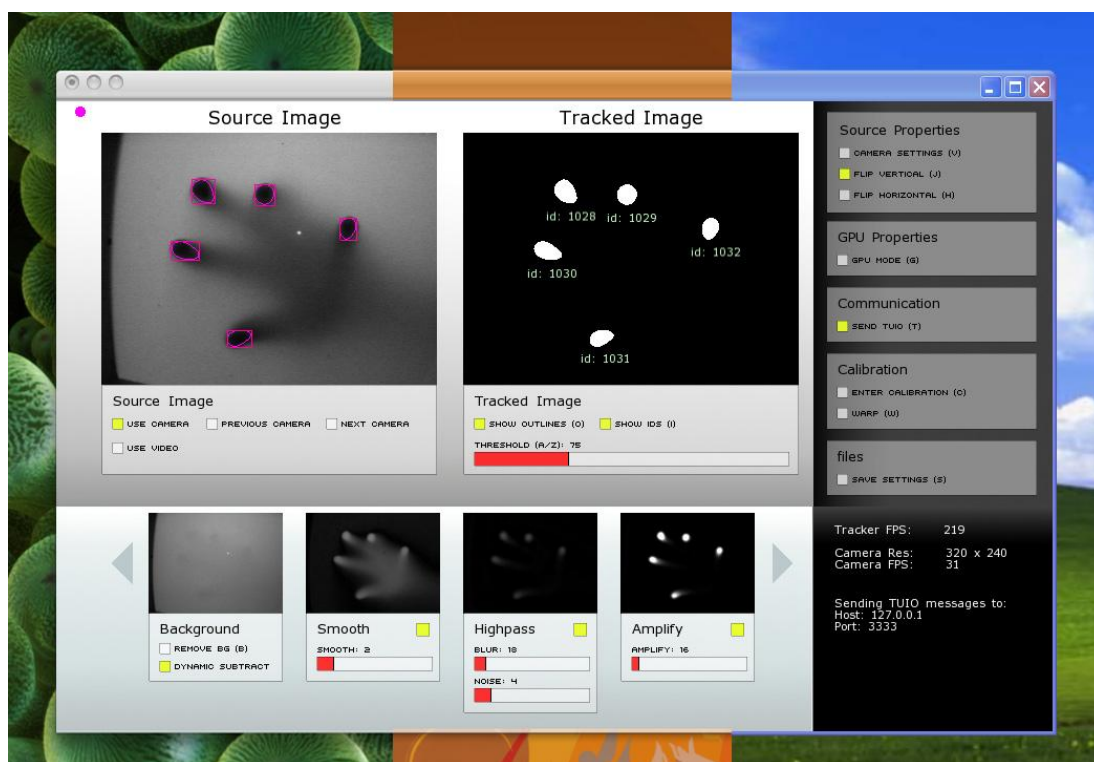 Source Image
Tracked Image
id: 1028
id: 1029
id: 1032
id: 1030
id: 1031
Source Image
USE CAMERA PREVIOUS CAMERA NEXT CAMERA
USE VIDEO
Tracked Image
SHOW OUTLINES (O) SHOW IDS (I)
THRESHOLD (A/Z): 75
Source Properties
CAMERA SETTINGS (V)
FLIP VERTICAL (J)
FLIP HORIZONTAL (H)
GPU Properties
GPU MODE (G)
Communication
SEND TUIO (T)
Calibration
ENTER CALIBRATION (C)
WARP (W)
files
SAVE SETTINGS (S)
Background
REMOVE BG (B)
DYNAMIC SUBTRACT
Smooth
SMOOTH: 2
Highpass
BLUR: 18
NOISE: 4
Amplify
AMPLIFY: 16
Tracker FPS: 219
Camera Res: 320 x 240
Camera FPS: 31
Sending TUIO messages to:
Host: 127.0.0.1
Port: 3333